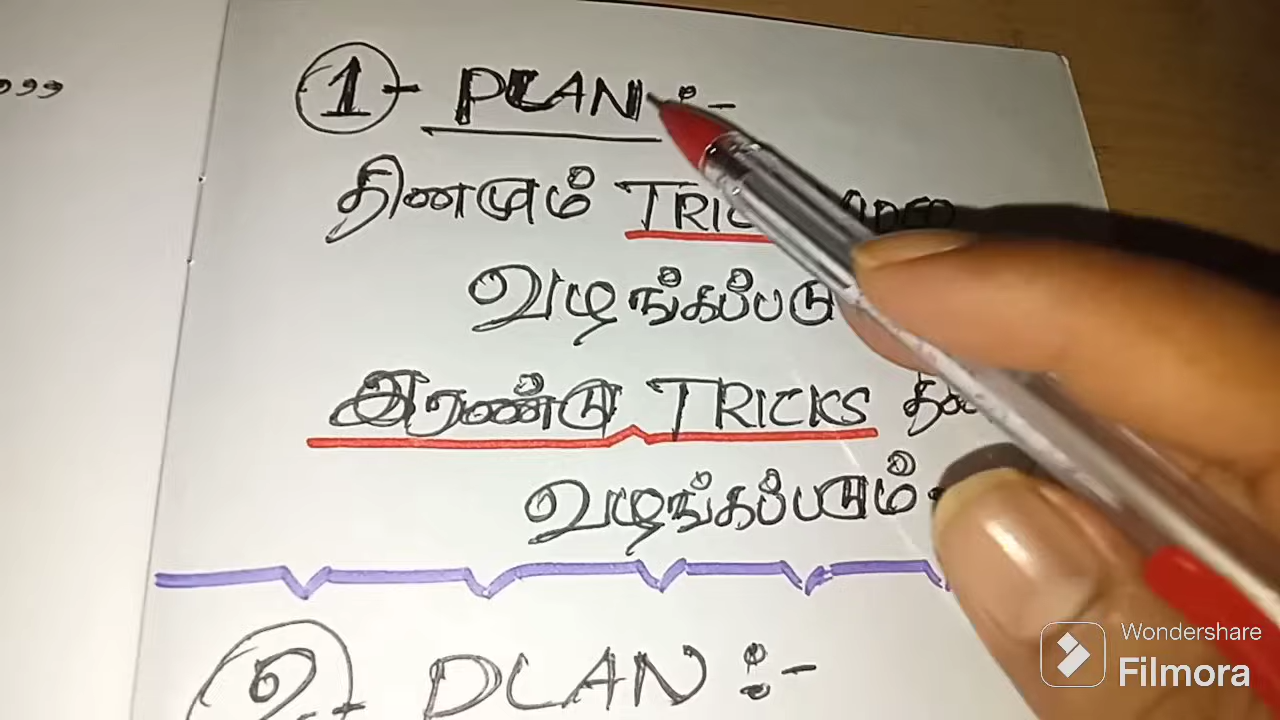 ,,,
1 - PLAN :-
தினமும் TRIC
வழங்கப்படு
இரண்டு TRICKS
வழங்கப்படும்.
2 - PLAN :-
Wondershare
Filmora